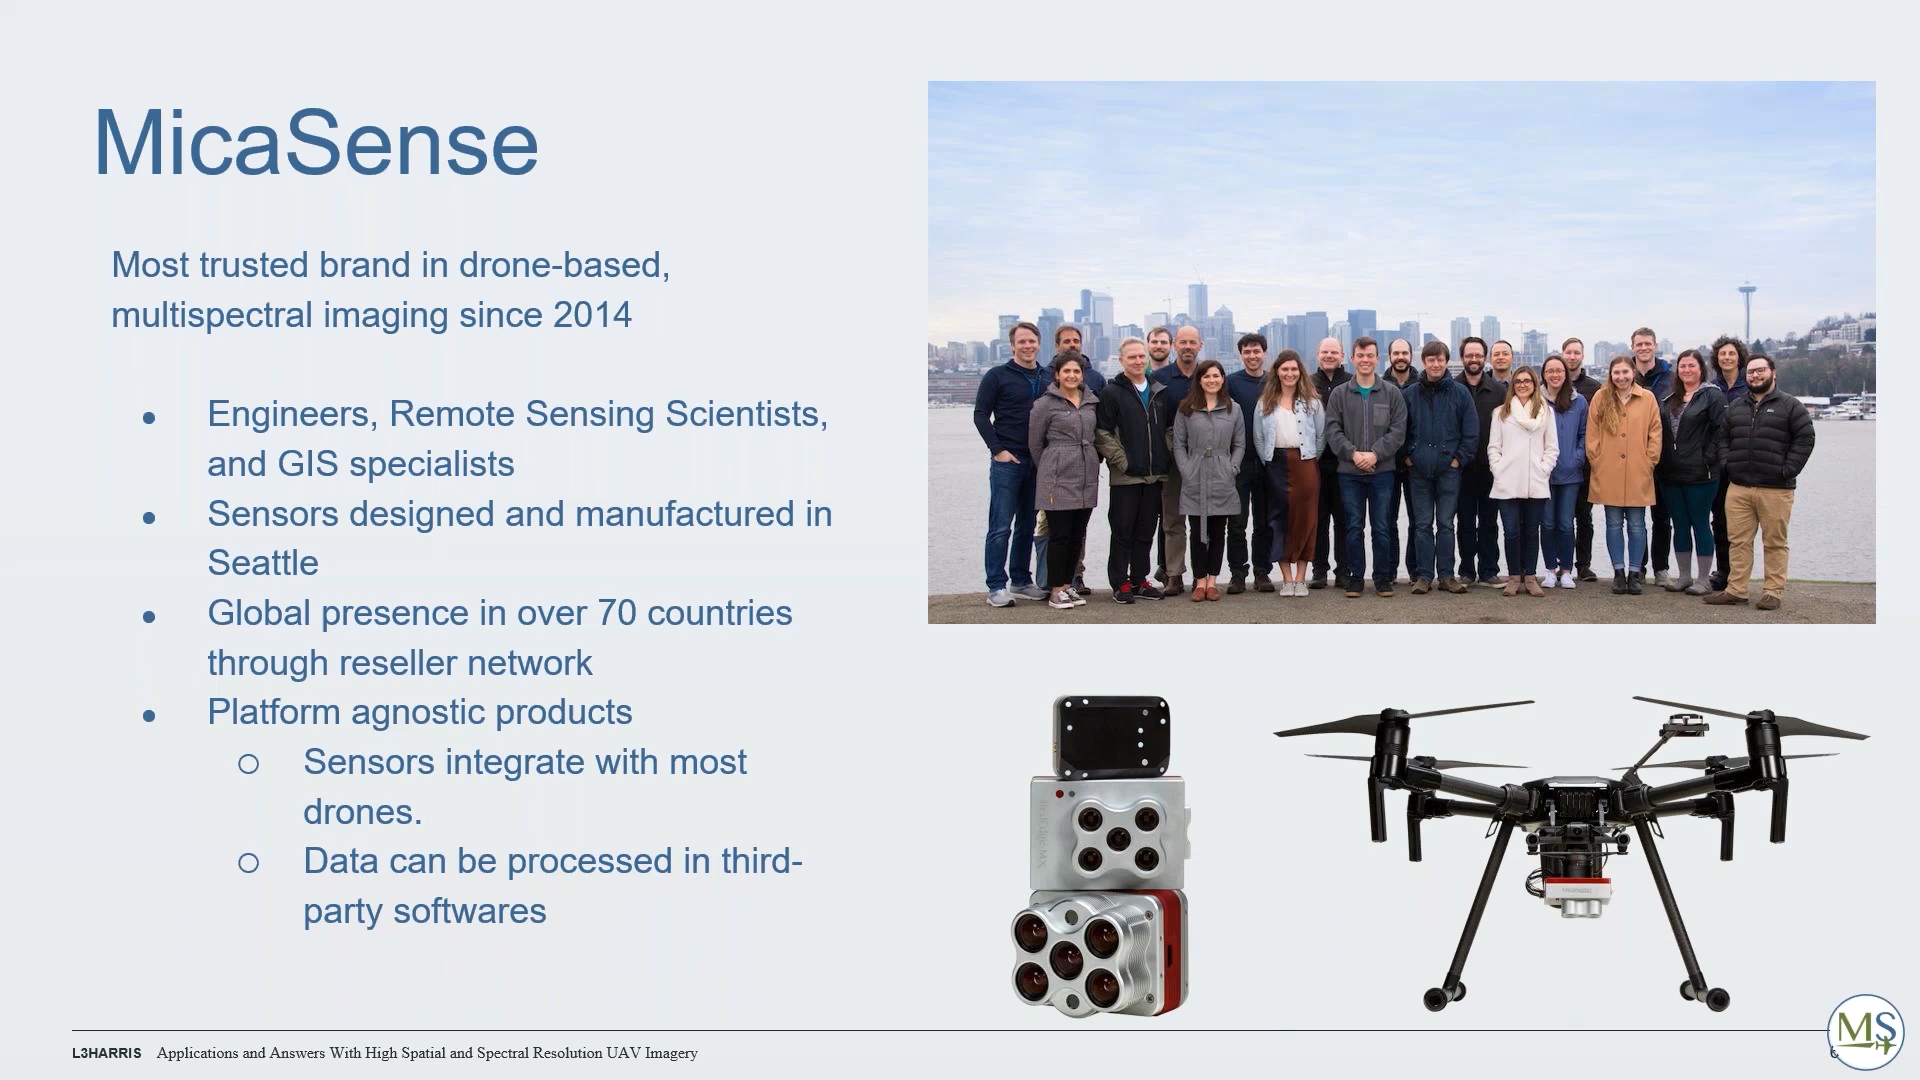 MicaSense
Most trusted brand in drone-based,
multispectral imaging since 2014
● Engineers, Remote Sensing Scientists,
and GIS specialists
● Sensors designed and manufactured in
Seattle
● Global presence in over 70 countries
through reseller network
● Platform agnostic products
○ Sensors integrate with most
drones.
○ Data can be processed in third-
party softwares
RedEdge-MX
L3HARRIS Applications and Answers With High Spatial and Spectral Resolution UAV Imagery
MS